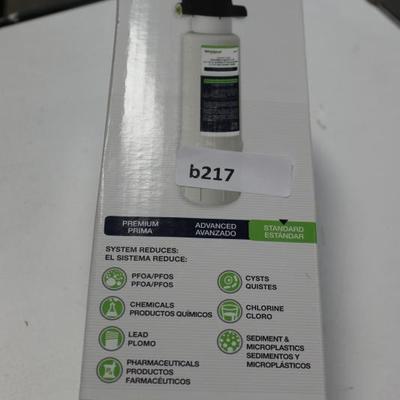 b217
PREMIUM ADVANCED STANDARD
PRIMA AVANZADO ESTÁNDAR
SYSTEM REDUCES:
EL SISTEMA REDUCE:
PFOA/PFOS
PFOA/PFOS
CHEMICALS
PRODUCTOS QUÍMICOS
LEAD
PLOMO
PHARMACEUTICALS
PRODUCTOS
FARMACÉUTICOS
CYSTS
QUISTES
CHLORINE
CLORO
SEDIMENT &
MICROPLASTICS
SEDIMENTOS Y
MICROPLÁSTICOS